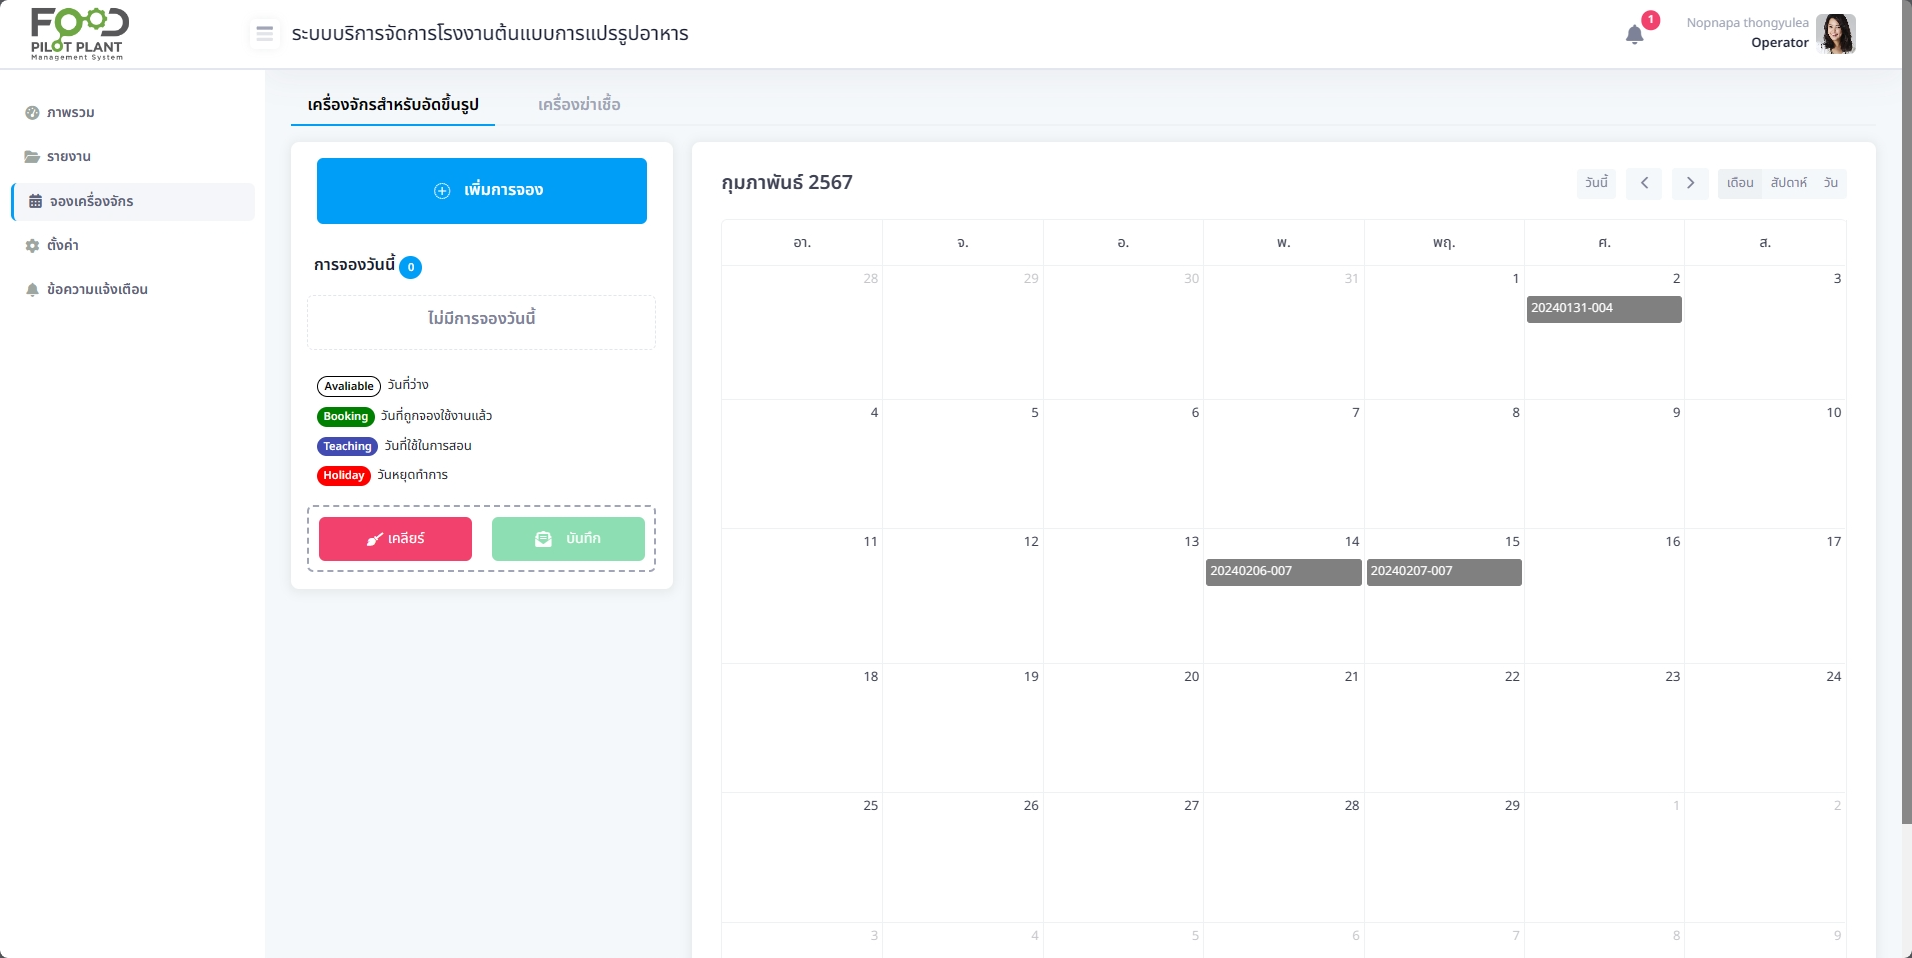 FOOD
PILOT PLANT
Management System
ระบบบริการจัดการโรงงานต้นแบบการแปรรูปอาหาร
1
Nopnapa thongyulea
Operator
ภาพรวม
รายงาน
จองเครื่องจักร
ตั้งค่า
ข้อความแจ้งเตือน
เครื่องจักรสำหรับอัดขึ้นรูป
เครื่องฆ่าเชื้อ
เพิ่มการจอง
การจองวันนี้ 0
ไม่มีการจองวันนี้
Avaliable วันที่ว่าง
Booking วันที่ถูกจองใช้งานแล้ว
Teaching วันที่ใช้ในการสอน
Holiday วันหยุดทำการ
เคลียร์
บันทึก
กุมภาพันธ์ 2567
วันนี้
เดือน สัปดาห์ วัน
อา. จ. อ. พ. พฤ. ศ. ส.
28 29 30 31 1 2 3
20240131-004
4 5 6 7 8 9 10
11 12 13 14 15 16 17
20240206-007 20240207-007
18 19 20 21 22 23 24
25 26 27 28 29 1 2
3 4 5 6 7 8 9